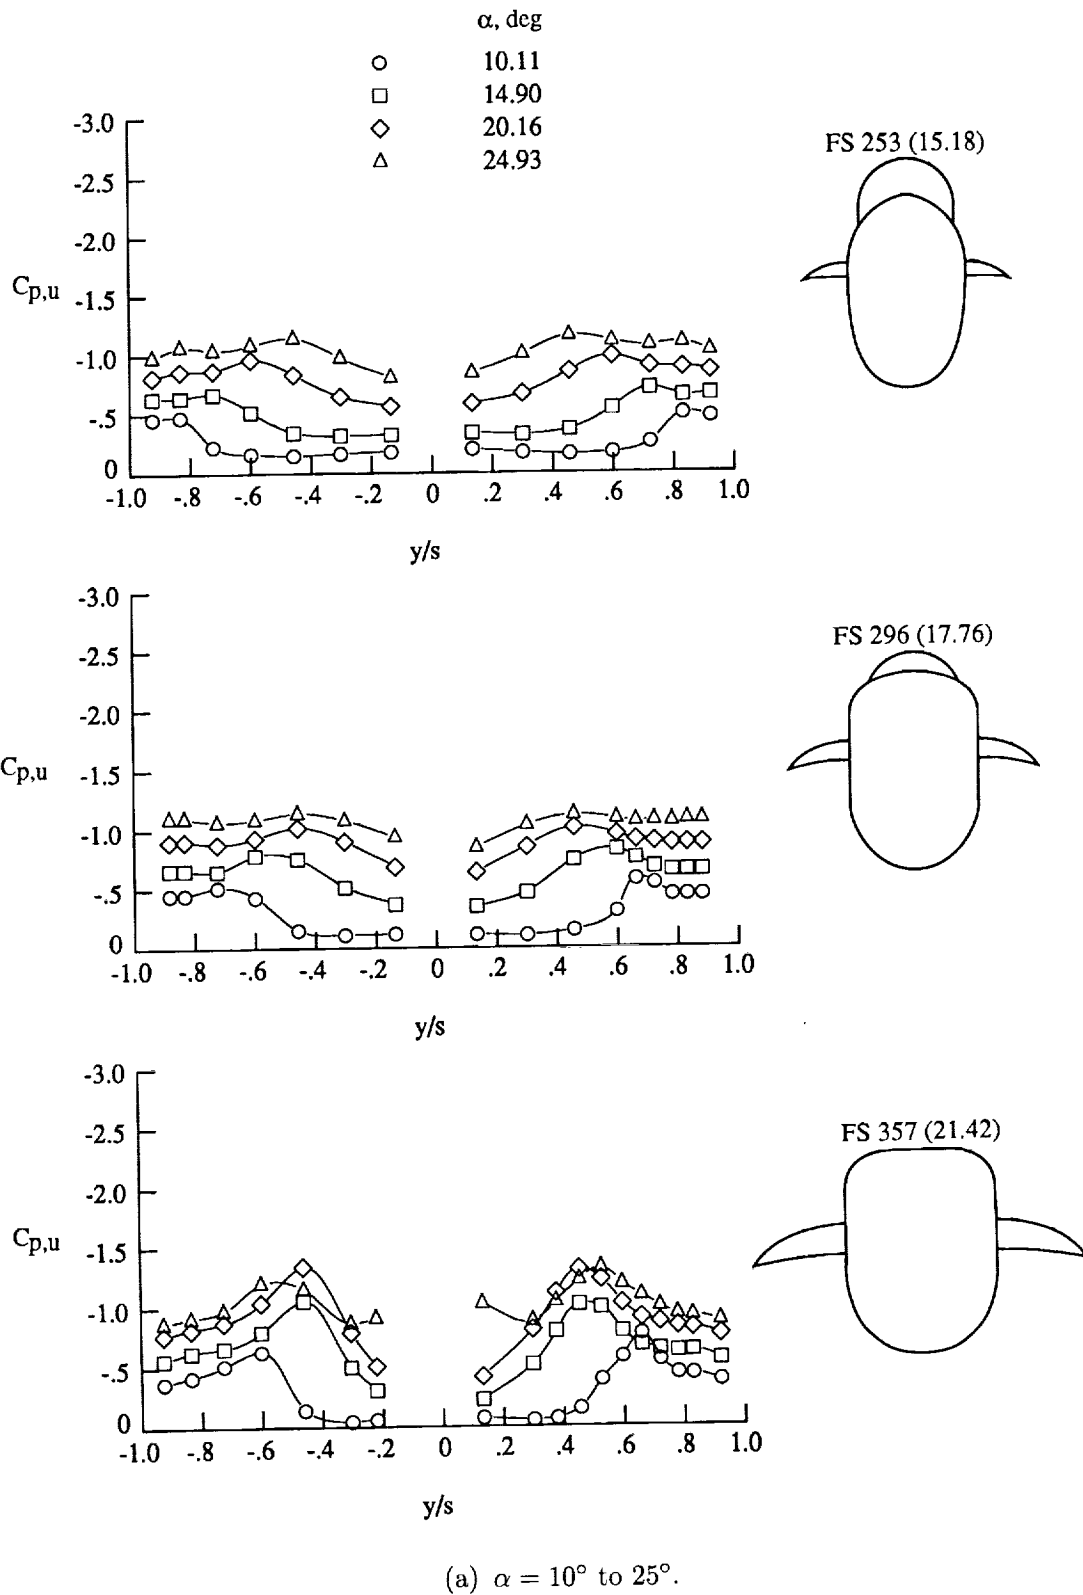 α, deg
10.11
14.90
20.16
24.93
FS 253 (15.18)
-3.0
-2.5
-2.0
-1.5
-1.0
-.5
0
Cp,u
-1.0 -.8 -.6 -.4 -.2 0 .2 .4 .6 .8 1.0
y/s
FS 296 (17.76)
-3.0
-2.5
-2.0
-1.5
-1.0
-.5
0
Cp,u
-1.0 -.8 -.6 -.4 -.2 0 .2 .4 .6 .8 1.0
y/s
FS 357 (21.42)
-3.0
-2.5
-2.0
-1.5
-1.0
-.5
0
Cp,u
-1.0 -.8 -.6 -.4 -.2 0 .2 .4 .6 .8 1.0
y/s
(a) α = 10° to 25°.